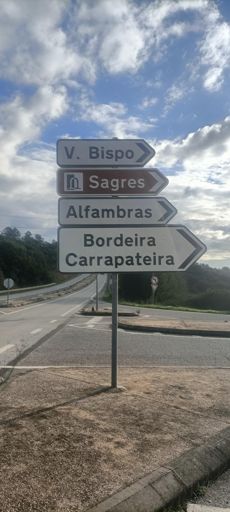 V. Bispo
Sagres
Alfambras
Bordeira
Carrapateira